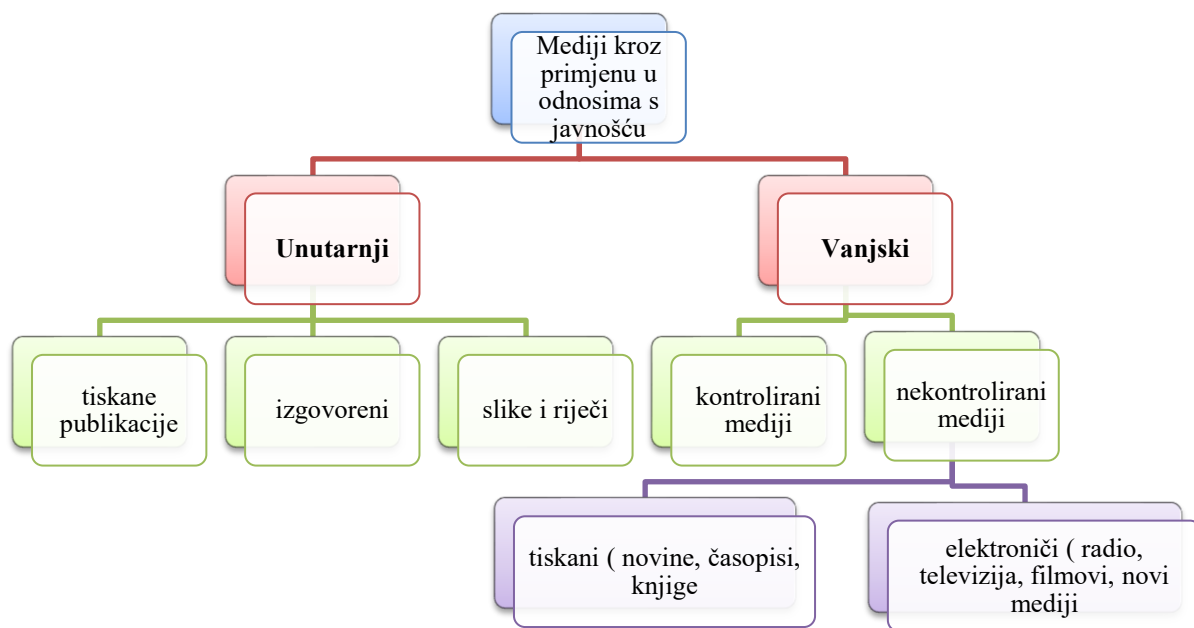 Mediji kroz
primjenu u
odnosima s
javnošću
Unutarnji
Vanjski
tiskane
publikacije
izgovoreni
slike i riječi
kontrolirani
mediji
nekontrolirani
mediji
tiskani ( novine, časopisi,
knjige
elektroniči ( radio,
televizija, filmovi, novi
mediji